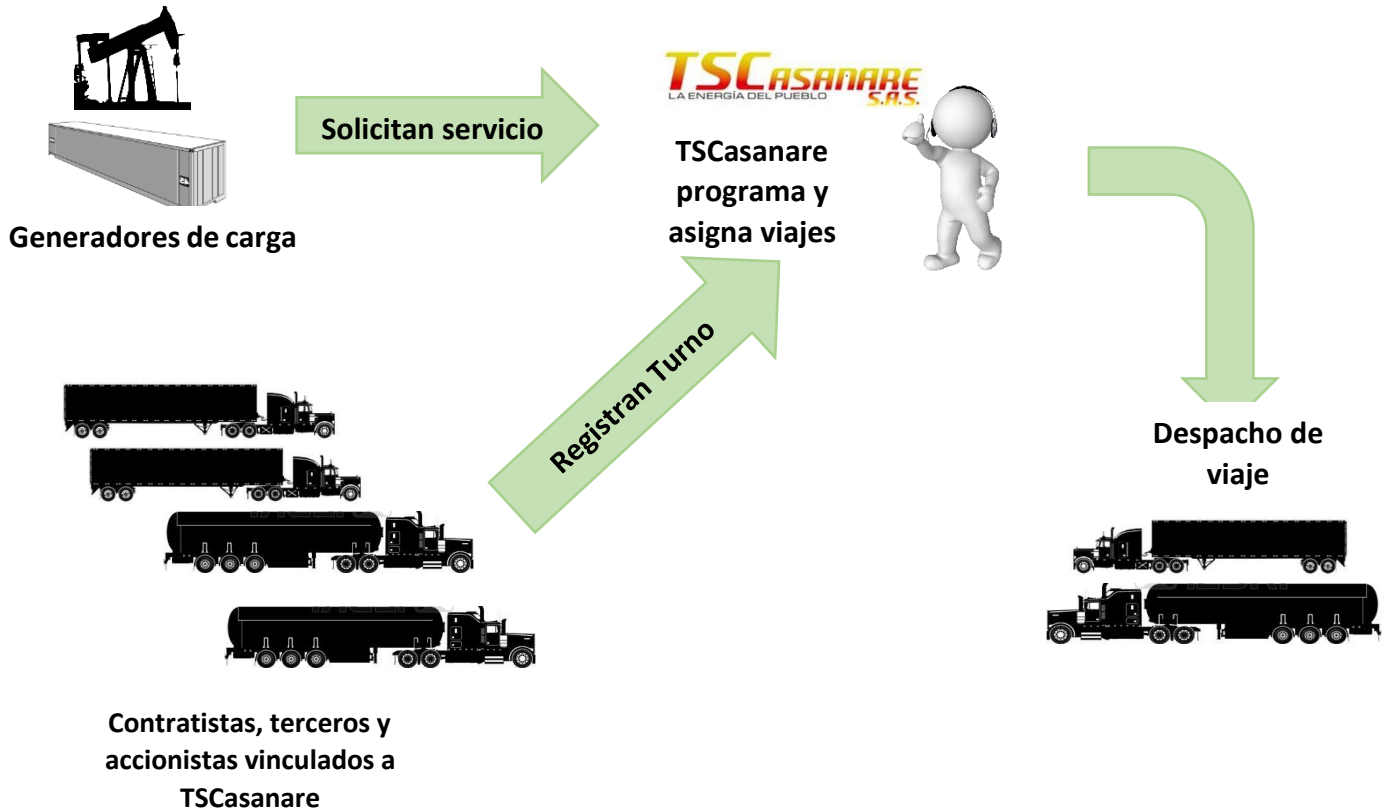 Solicitan servicio
TSCASANARE
LA ENERGÍA DEL PUEBLO
S.A.S.
TSCasanare
programa y
asigna viajes
Generadores de carga
Registran Turno
Despacho de
viaje
Contratistas, terceros y
accionistas vinculados a
TSCasanare